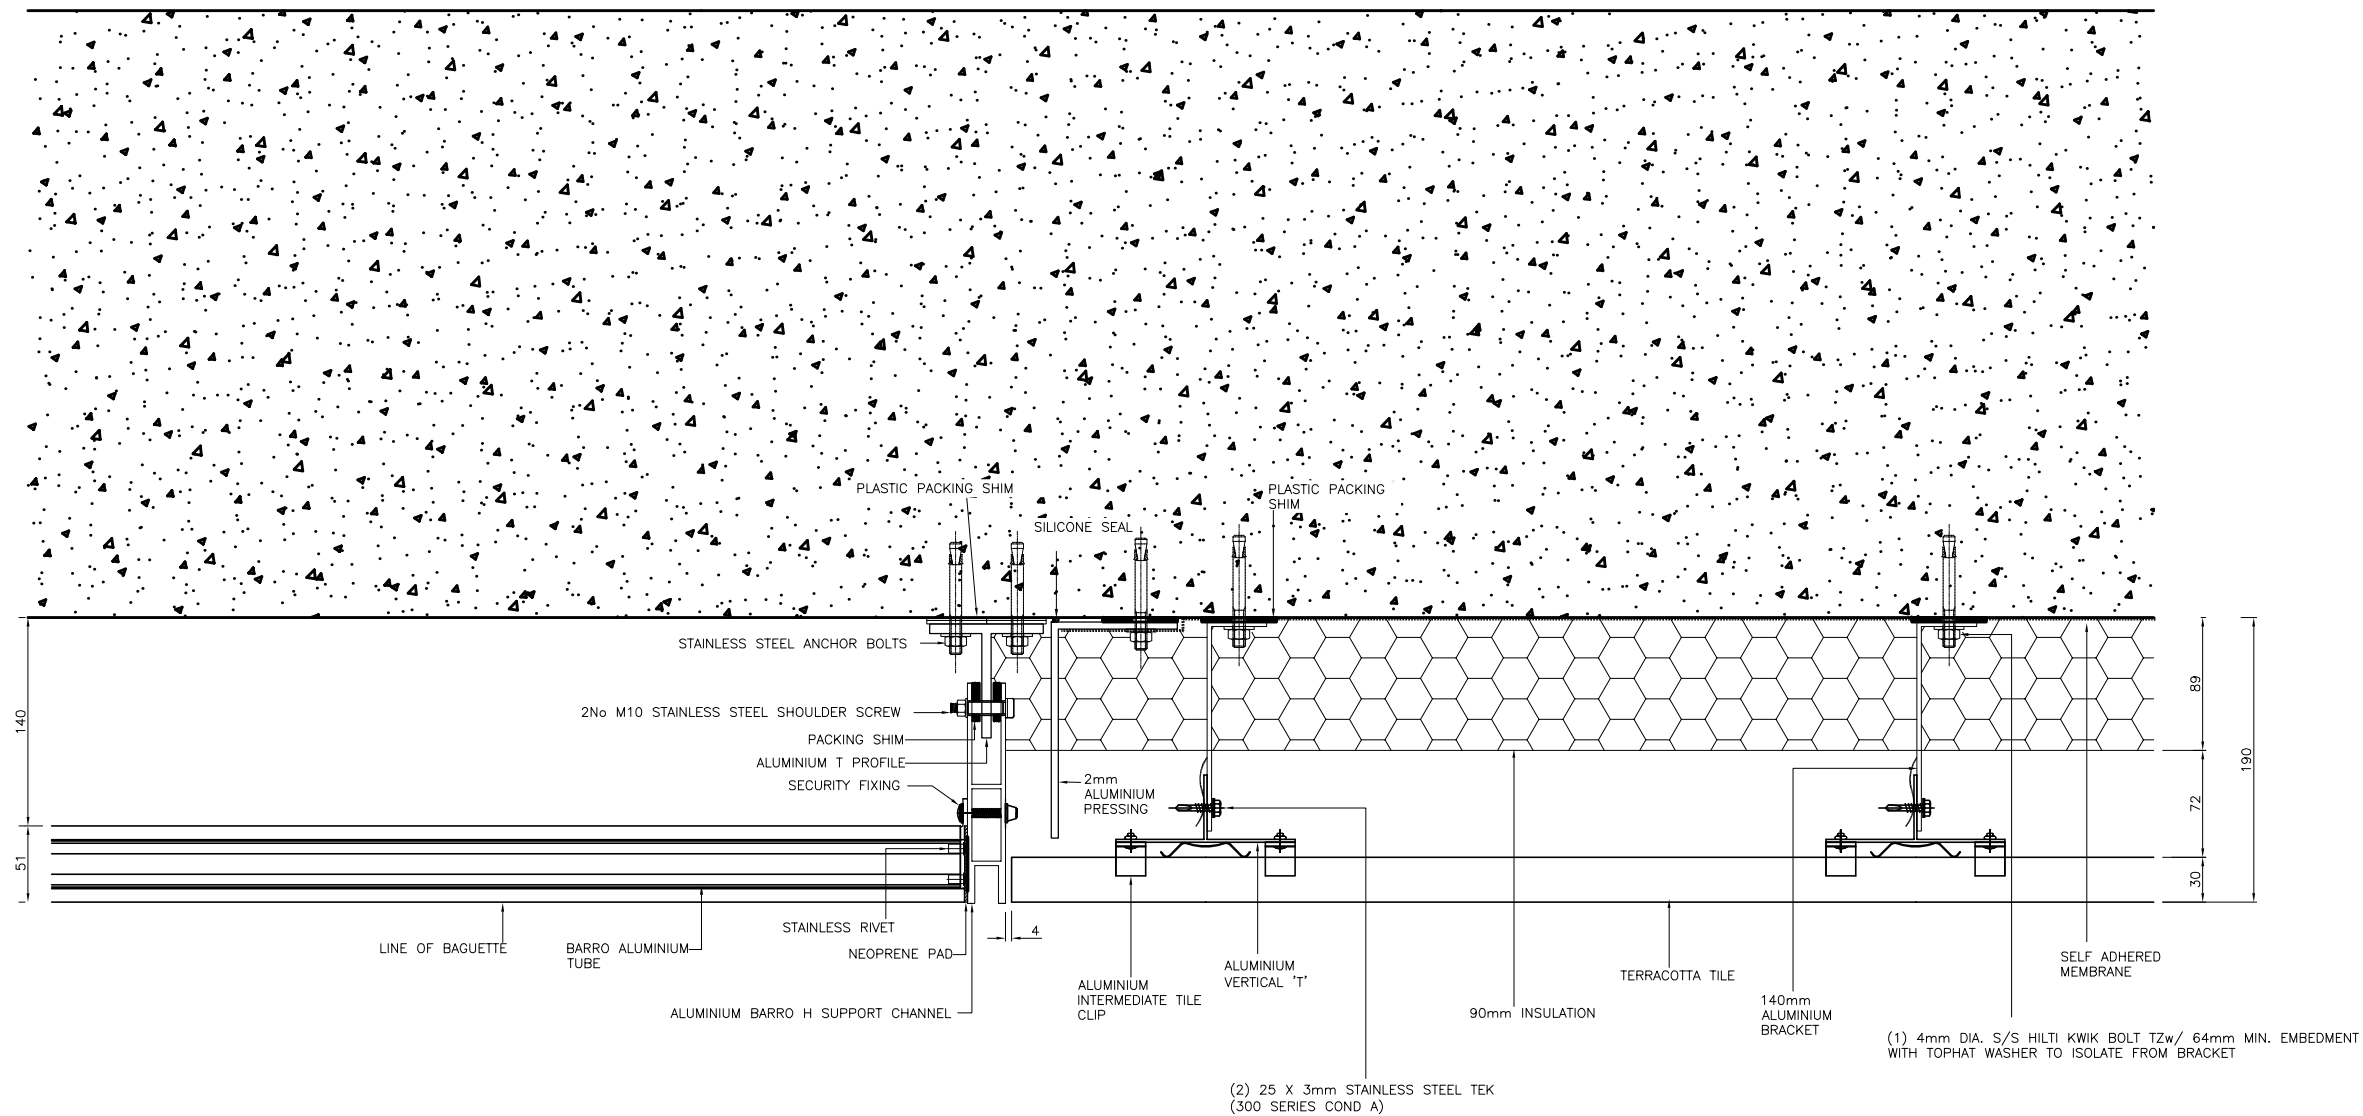 PLASTIC PACKING SHIM
PLASTIC PACKING
SHIM
SILICONE SEAL
STAINLESS STEEL ANCHOR BOLTS
2No M10 STAINLESS STEEL SHOULDER SCREW
PACKING SHIM
ALUMINIUM T PROFILE
SECURITY FIXING
2mm
ALUMINIUM
PRESSING
140
51
89
72
30
190
4
STAINLESS RIVET
LINE OF BAGUETTE
BARRO ALUMINIUM
TUBE
NEOPRENE PAD
ALUMINIUM BARRO H SUPPORT CHANNEL
ALUMINIUM
INTERMEDIATE TILE
CLIP
ALUMINIUM
VERTICAL 'T'
90mm INSULATION
TERRACOTTA TILE
140mm
ALUMINIUM
BRACKET
SELF ADHERED
MEMBRANE
(1) 4mm DIA. S/S HILTI KWIK BOLT TZw/ 64mm MIN. EMBEDMENT
WITH TOPHAT WASHER TO ISOLATE FROM BRACKET
(2) 25 X 3mm STAINLESS STEEL TEK
(300 SERIES COND A)